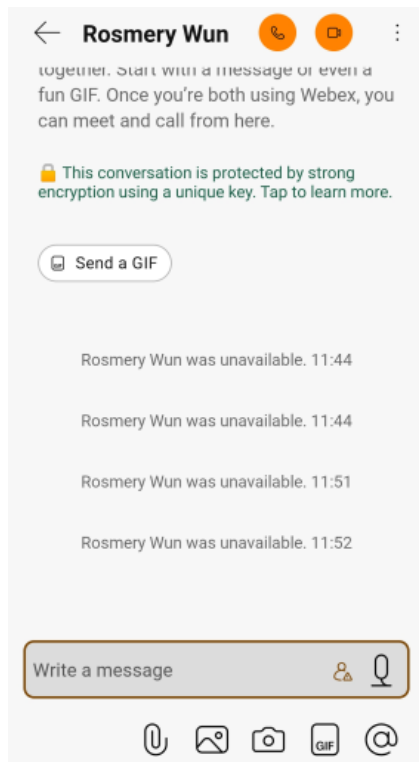 Rosmery Wun
together. Start with a message or even a
fun GIF. Once you're both using Webex, you
can meet and call from here.
🔒 This conversation is protected by strong
encryption using a unique key. Tap to learn more.
GIF Send a GIF
Rosmery Wun was unavailable. 11:44
Rosmery Wun was unavailable. 11:44
Rosmery Wun was unavailable. 11:51
Rosmery Wun was unavailable. 11:52
Write a message
GIF @